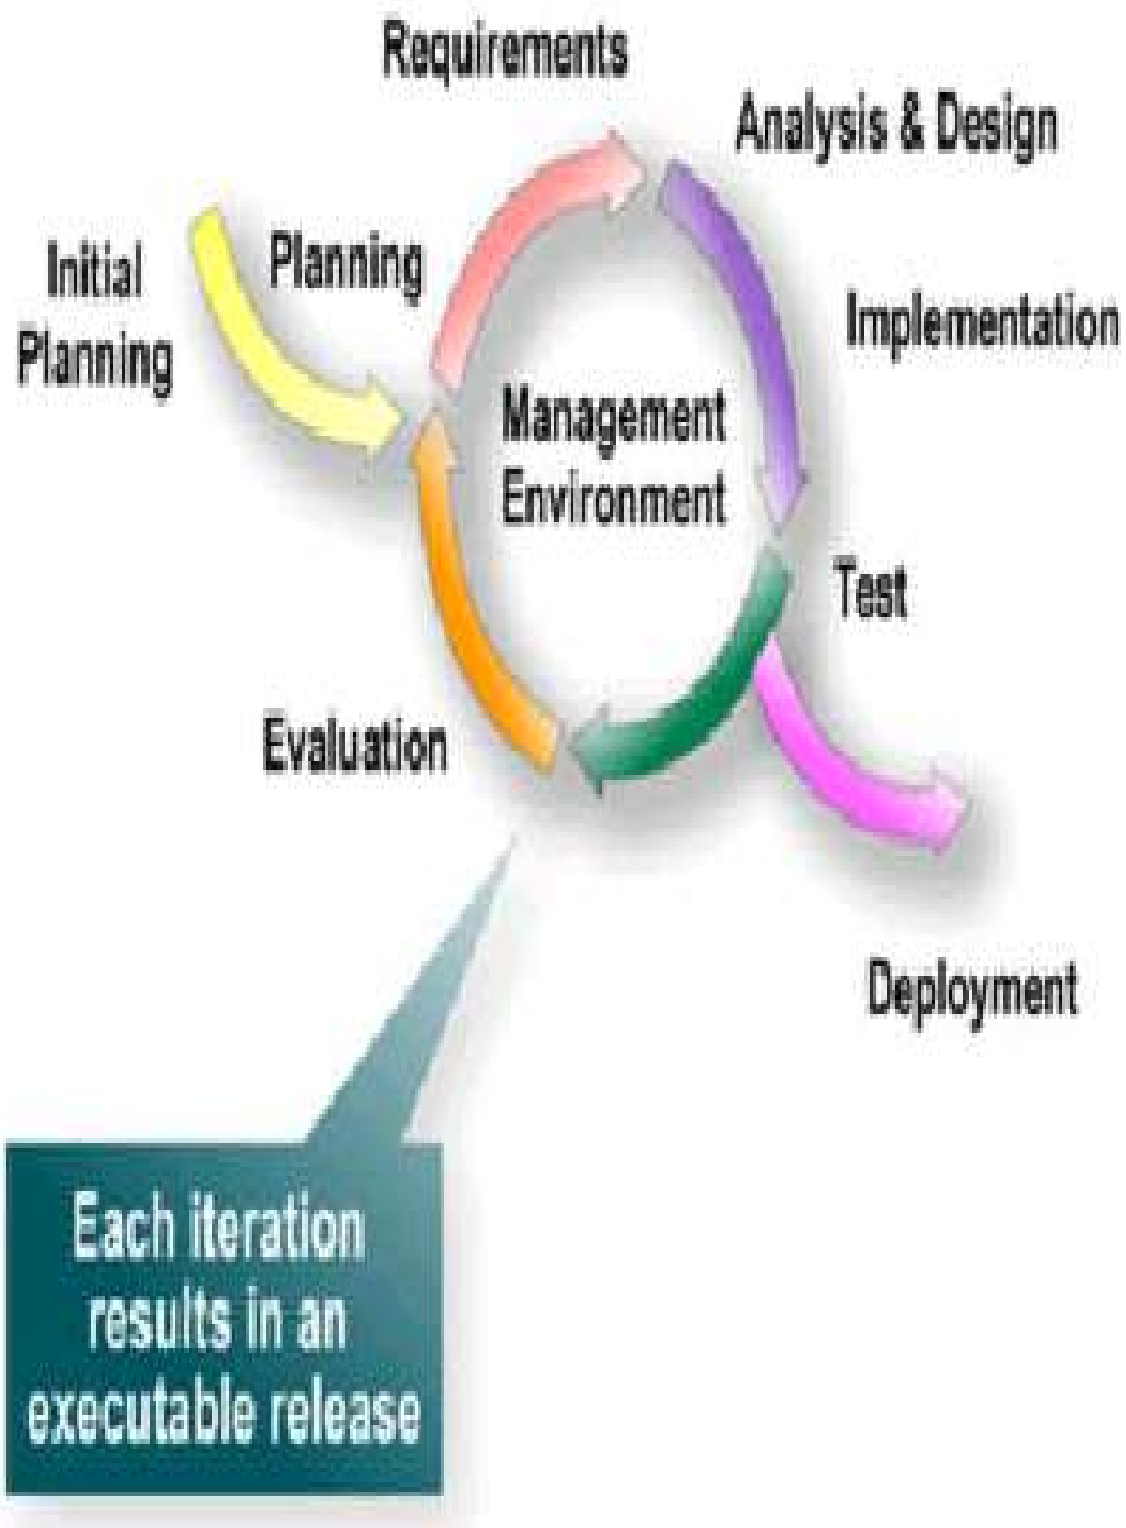 Requirements
Analysis & Design
Planning
Initial
Planning
Implementation
Management
Environment
Test
Evaluation
Deployment
Each iteration
results in an
executable release